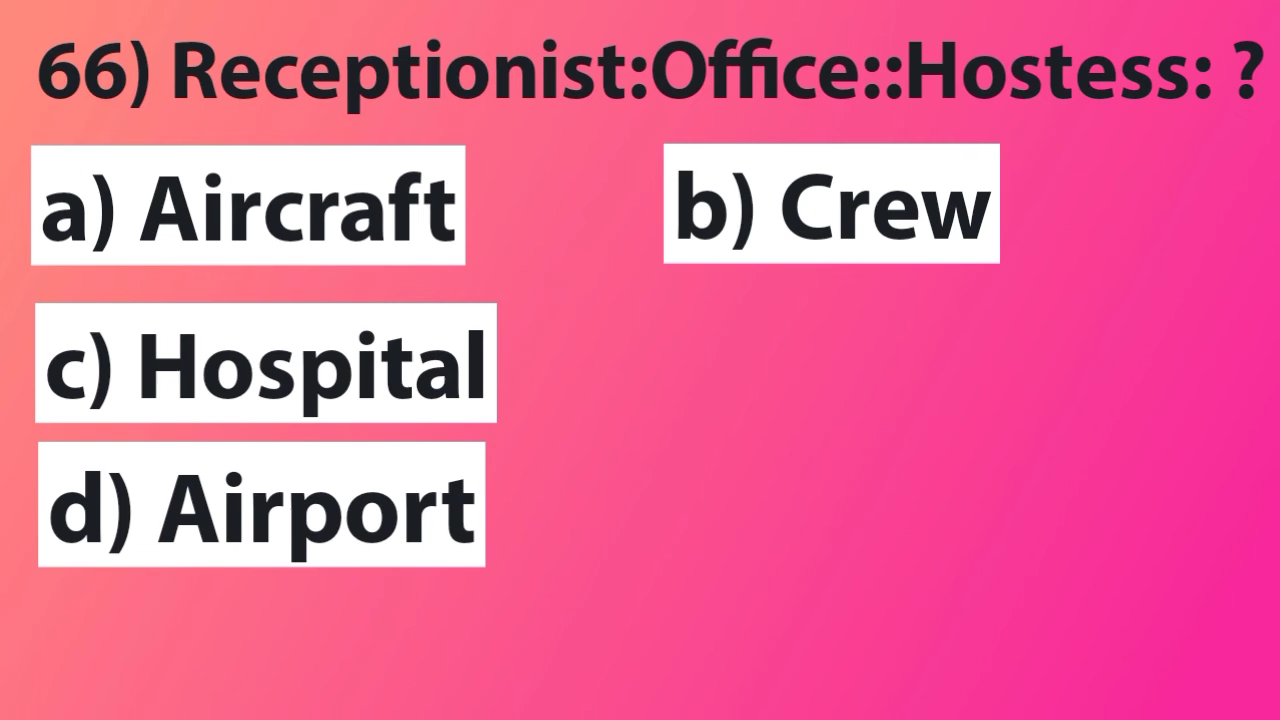 66) Receptionist:Office::Hostess: ?
a) Aircraft
b) Crew
c) Hospital
d) Airport